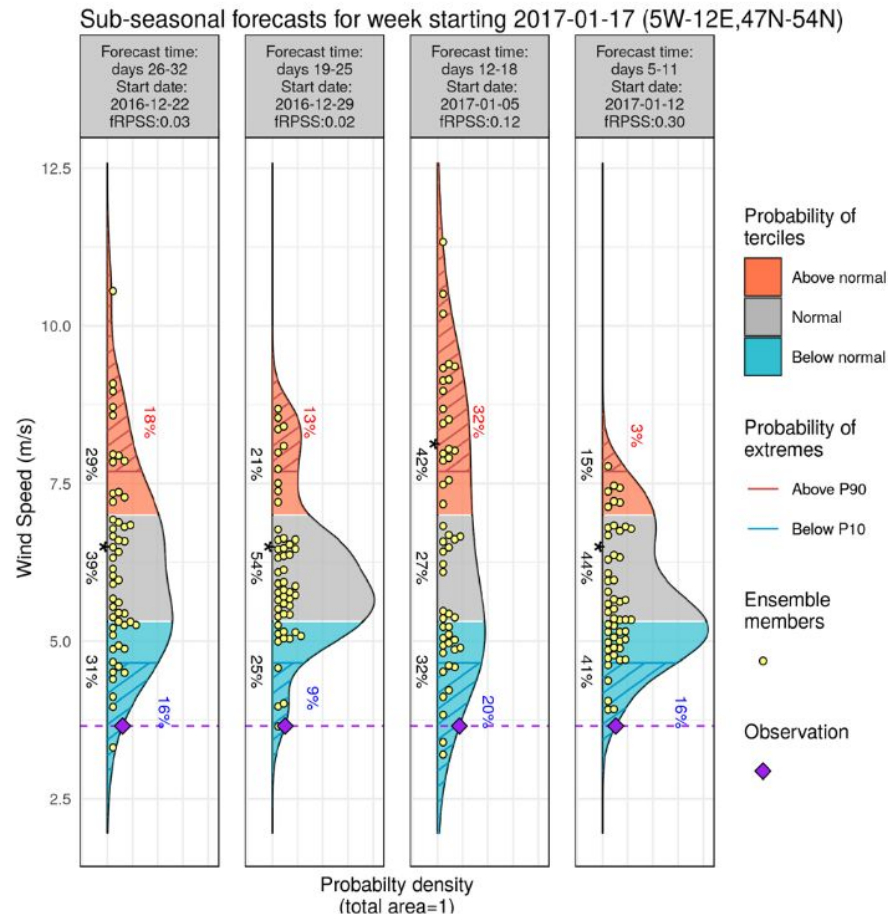 Sub-seasonal forecasts for week starting 2017-01-17 (5W-12E,47N-54N)
Forecast time:
days 26-32
Start date:
2016-12-22
fRPSS:0.03
Forecast time:
days 19-25
Start date:
2016-12-29
fRPSS:0.02
Forecast time:
days 12-18
Start date:
2017-01-05
fRPSS:0.12
Forecast time:
days 5-11
Start date:
2017-01-12
fRPSS:0.30
Wind Speed (m/s)
12.5
10.0
7.5
5.0
2.5
18%
29%
*
39%
31%
16%
13%
21%
*
54%
25%
9%
32%
*
42%
27%
32%
20%
3%
15%
*
44%
41%
16%
Probabilty density
(total area=1)
Probability of
terciles
Above normal
Normal
Below normal
Probability of
extremes
Above P90
Below P10
Ensemble
members
Observation